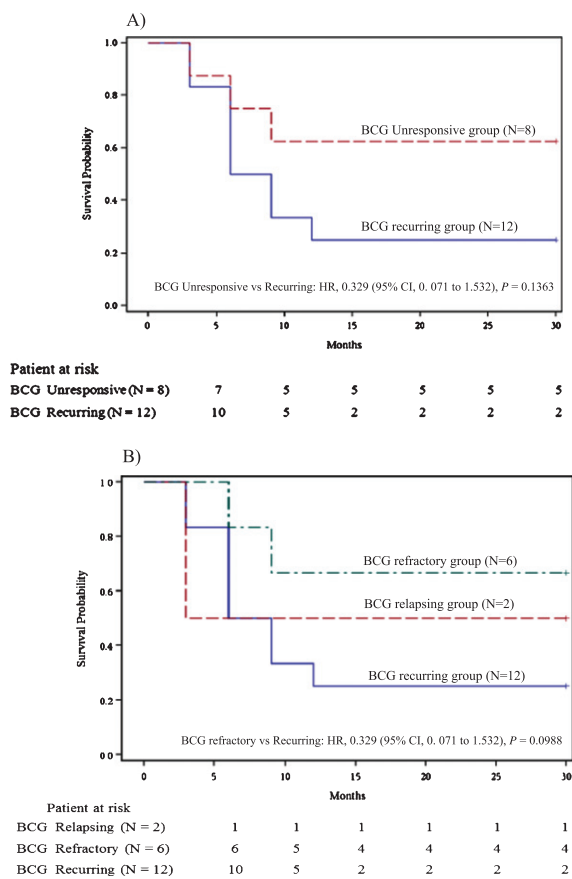 A)
1.0
0.8
0.6
0.4
0.2
0.0
Survival Probability
BCG Unresponsive group (N=8)
BCG recurring group (N=12)
BCG Unresponsive vs Recurring: HR, 0.329 (95% CI, 0. 071 to 1.532), P = 0.1363
0 5 10 15 20 25 30
Months
Patient at risk
BCG Unresponsive (N = 8) 7 5 5 5 5 5
BCG Recurring (N = 12) 10 5 2 2 2 2
B)
1 0
0 8
0 6
0 4
0 2
0 0
Survival Probability
BCG refractory group (N=6)
BCG relapsing group (N=2)
BCG recurring group (N=12)
BCG refractory vs Recurring: HR, 0.329 (95% CI, 0. 071 to 1.532), P = 0.0988
0 5 10 15 20 25 30
Months
Patient at risk
BCG Relapsing (N = 2) 1 1 1 1 1 1
BCG Refractory (N = 6) 6 5 4 4 4 4
BCG Recurring (N = 12) 10 5 2 2 2 2